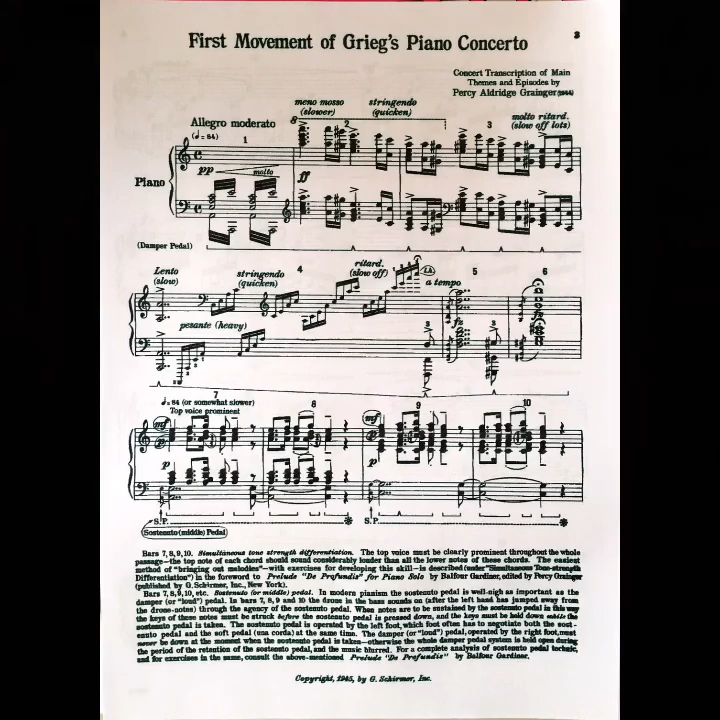 3
First Movement of Grieg's Piano Concerto
Concert Transcription of Main
Themes and Episodes by
Percy Aldridge Grainger (1944)
meno mosso stringendo
(slower) (quicken)
molto ritard.
(slow off lots)
Allegro moderato
8
(♩= 84) 1 2 3
pp molto ff
Piano
(Damper Pedal)
Lento stringendo 4 ritard.
(slow) (quicken) (slow off)
1A
a tempo 5 6
pesante (heavy)
fz
3 3
7 8 9 10
♩= 84 (or somewhat slower)
Top voice prominent
mf mf
p p
p p
S.P. * S.P. *
Sostenuto (middle) Pedal
Bars 7, 8, 9, 10. Simultaneous tone strength differentiation. The top voice must be clearly prominent throughout the whole
passage—the top note of each chord should sound considerably louder than all the lower notes of these chords. The easiest
method of "bringing out melodies"—with exercises for developing this skill—is described (under "Simultaneous Tone-strength
Differentiation") in the foreword to Prelude "De Profundis" for Piano Solo by Balfour Gardiner, edited by Percy Grainger
(published by G. Schirmer, Inc., New York).
Bars 7, 8, 9, 10, etc. Sostenuto (or middle) pedal. In modern pianism the sostenuto pedal is well-nigh as important as the
damper (or "loud") pedal. In bars 7, 8, 9 and 10 the drone in the bass sounds on (after the left hand has jumped away from
the drone-notes) through the agency of the sostenuto pedal. When notes are to be sustained by the sostenuto pedal in this way
the keys of these notes must be struck before the sostenuto pedal is pressed down, and the keys must be held down while the
sostenuto pedal is taken. The sostenuto pedal is operated by the left foot, which foot often has to negotiate both the sost-
enuto pedal and the soft pedal (una corda) at the same time. The damper (or "loud") pedal, operated by the right foot, must
never be down at the moment when the sostenuto pedal is taken—otherwise the whole damper pedal system is held open during
the period of the retention of the sostenuto pedal, and the music blurred. For a complete analysis of sostenuto pedal technic,
and for exercises in the same, consult the above-mentioned Prelude "De Profundis" by Balfour Gardiner.
Copyright, 1945, by G. Schirmer, Inc.